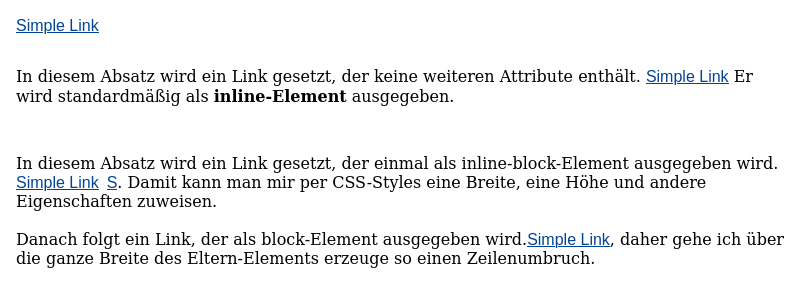 Simple Link
In diesem Absatz wird ein Link gesetzt, der keine weiteren Attribute enthält. Simple Link Er
wird standardmäßig als inline-Element ausgegeben.
In diesem Absatz wird ein Link gesetzt, der einmal als inline-block-Element ausgegeben wird.
Simple Link S. Damit kann man mir per CSS-Styles eine Breite, eine Höhe und andere
Eigenschaften zuweisen.
Danach folgt ein Link, der als block-Element ausgegeben wird.Simple Link, daher gehe ich über
die ganze Breite des Eltern-Elements erzeuge so einen Zeilenumbruch.